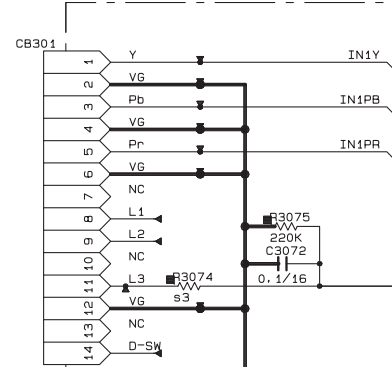 CB301
1 Y IN1Y
2 VG
3 Pb IN1PB
4 VG
5 Pr IN1PR
6 VG
7 NC
8 L1
R3075
9 L2
220K
10 NC
C3072
11 L3
R3074
0.1/16
s3
12 VG
13 NC
14 D-SW